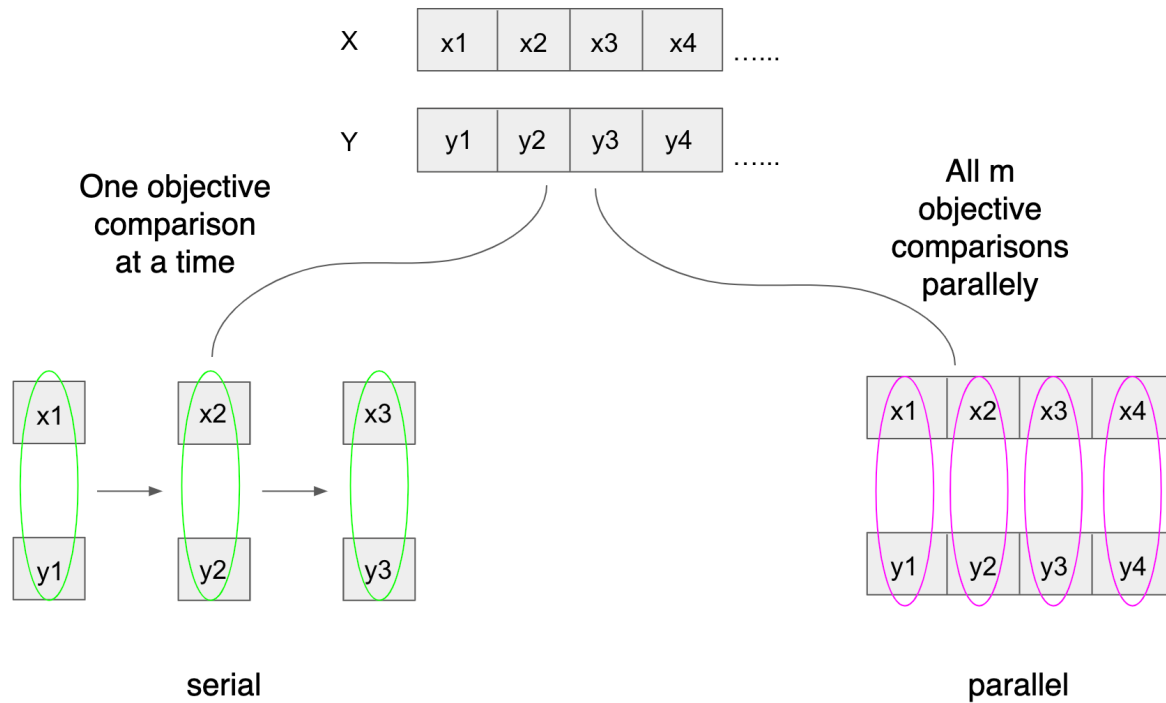 X
x1 x2 x3 x4 …...
Y
y1 y2 y3 y4 …...
One objective
comparison
at a time
All m
objective
comparisons
parallely
x1 x2 x3
y1 y2 y3
serial
x1 x2 x3 x4
y1 y2 y3 y4
parallel